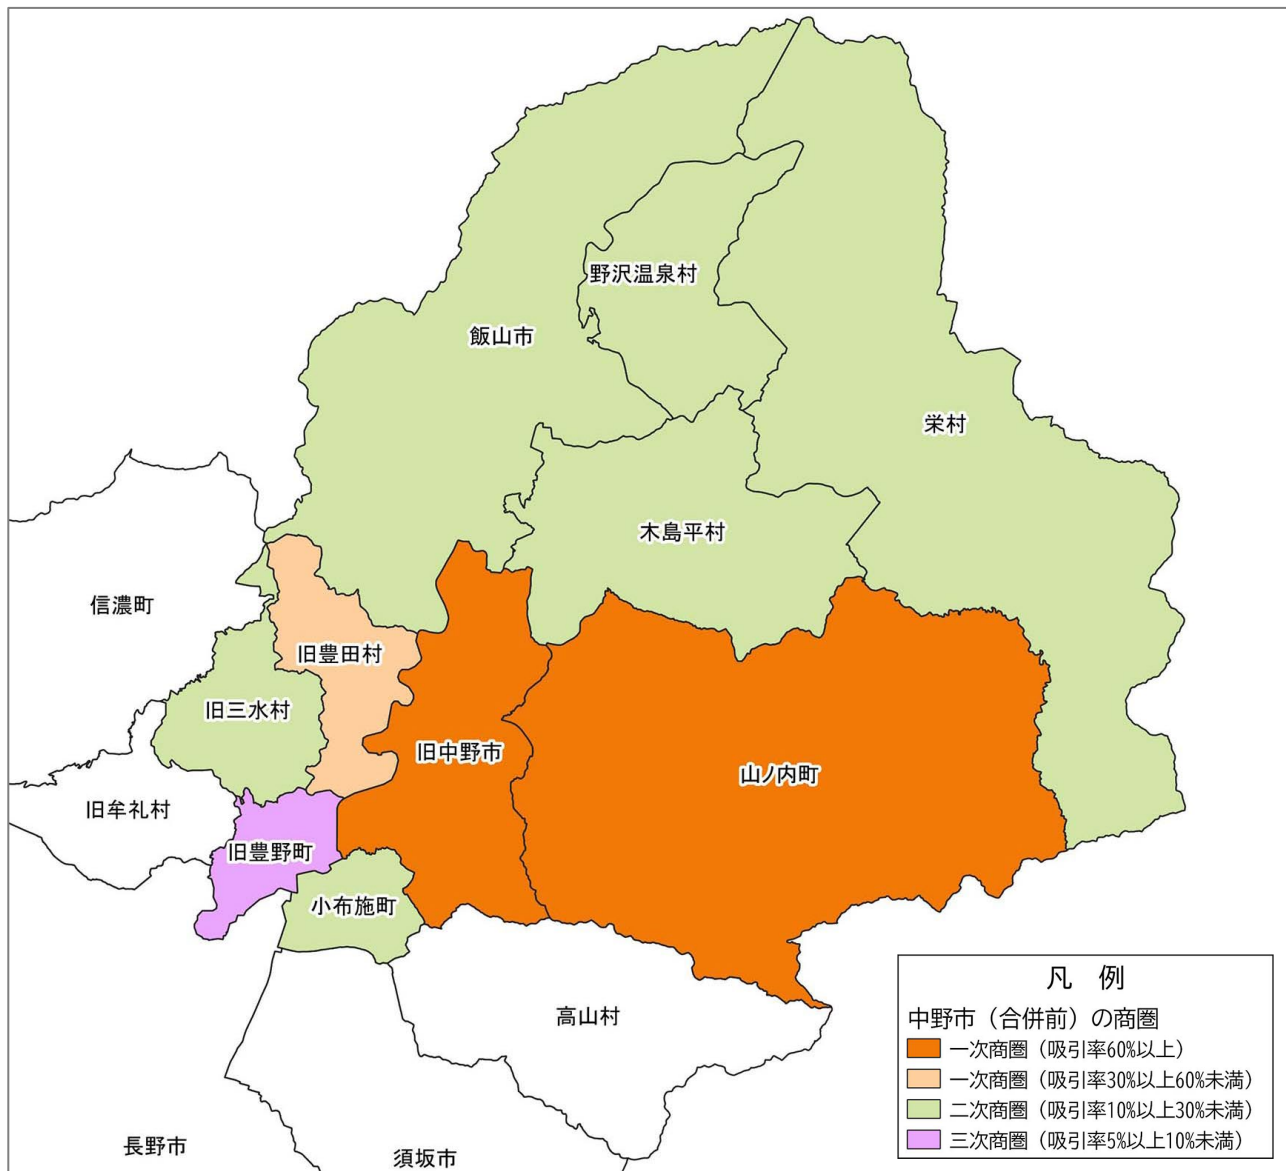 野沢温泉村
飯山市
栄村
木島平村
信濃町
旧豊田村
旧三水村
旧中野市
山ノ内町
旧牟礼村
旧豊野町
小布施町
高山村
長野市
須坂市
凡 例
中野市（合併前）の商圏
一次商圏（吸引率60%以上）
一次商圏（吸引率30%以上60%未満）
二次商圏（吸引率10%以上30%未満）
三次商圏（吸引率5%以上10%未満）